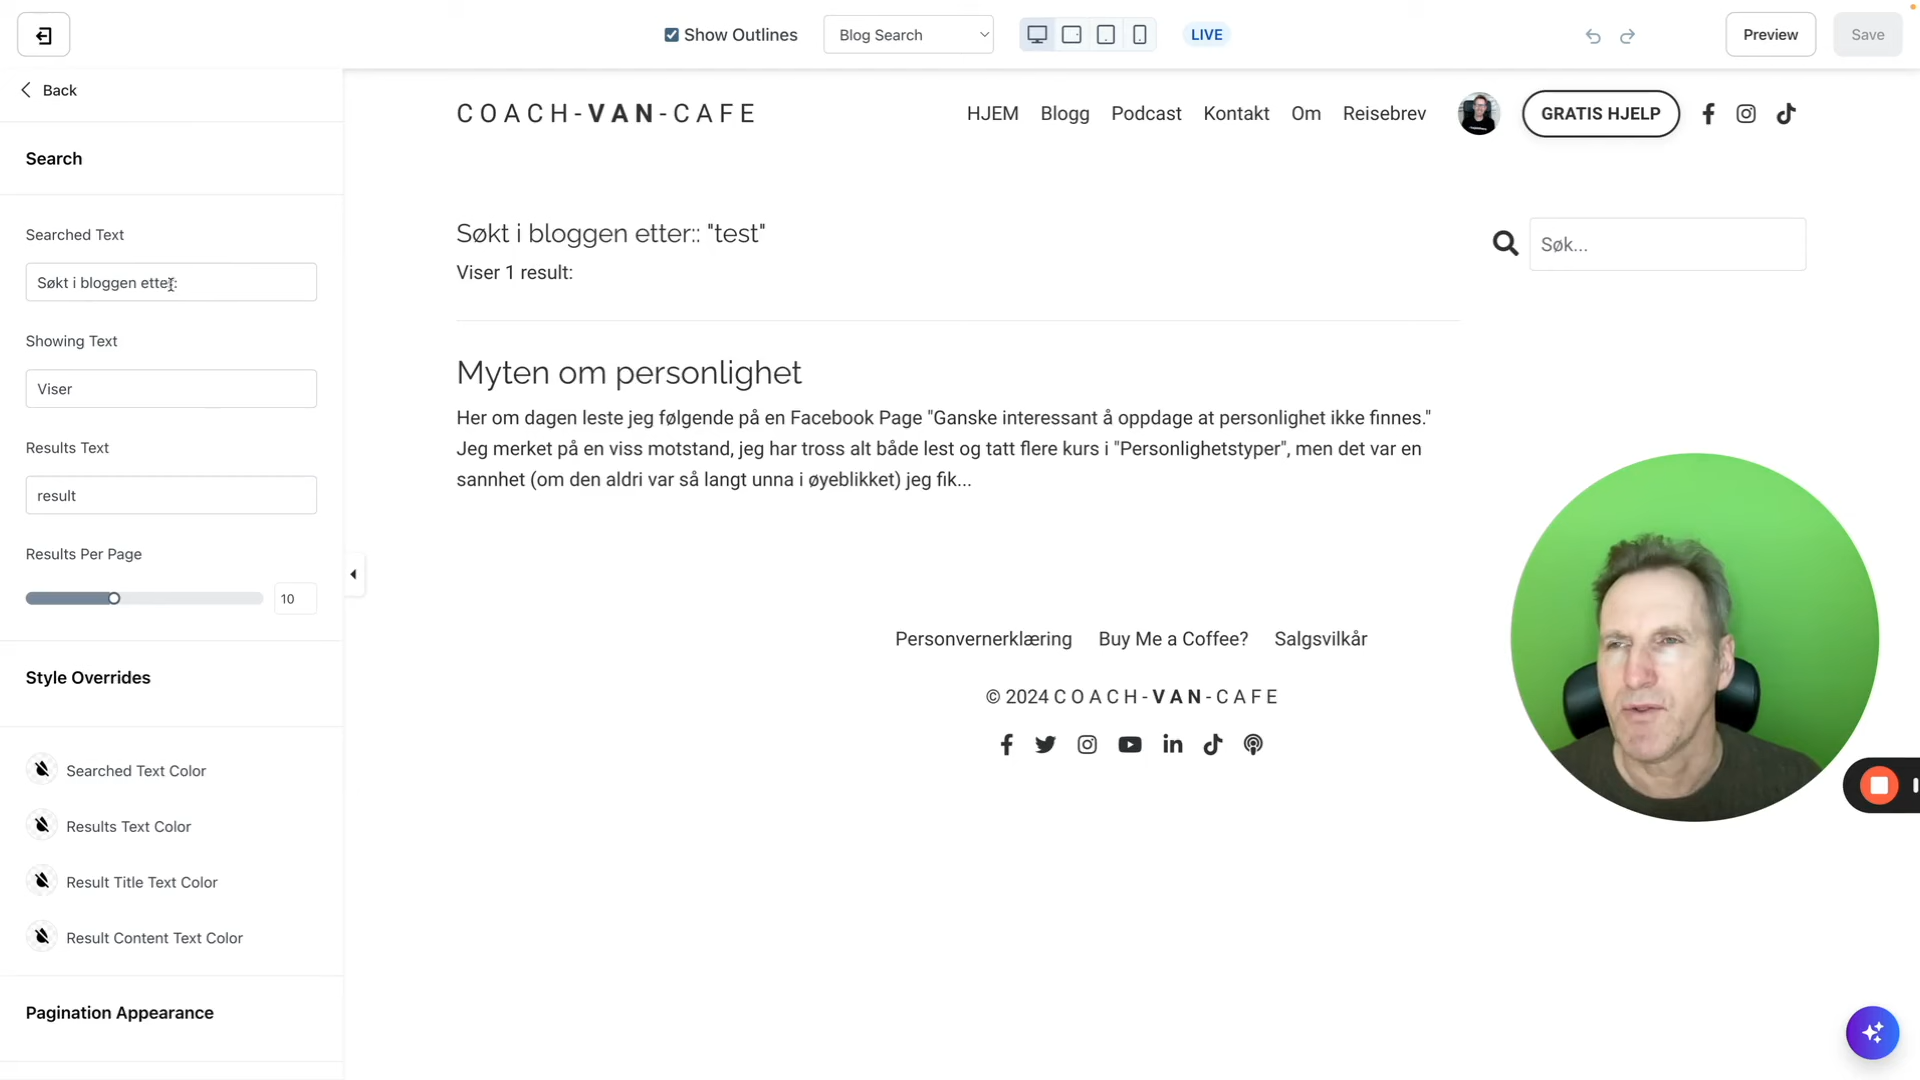 Show Outlines
Blog Search
LIVE
Preview
Save
Back
Search
Searched Text
Søkt i bloggen etter:
Showing Text
Viser
Results Text
result
Results Per Page
10
Style Overrides
Searched Text Color
Results Text Color
Result Title Text Color
Result Content Text Color
Pagination Appearance
COACH-VAN-CAFE
HJEM Blogg Podcast Kontakt Om Reisebrev
GRATIS HJELP
Søkt i bloggen etter:: "test"
Viser 1 result:
Søk...
Myten om personlighet
Her om dagen leste jeg følgende på en Facebook Page "Ganske interessant å oppdage at personlighet ikke finnes."
Jeg merket på en viss motstand, jeg har tross alt både lest og tatt flere kurs i "Personlighetstyper", men det var en
sannhet (om den aldri var så langt unna i øyeblikket) jeg fik...
Personvernerklæring Buy Me a Coffee? Salgsvilkår
© 2024 COACH-VAN-CAFE